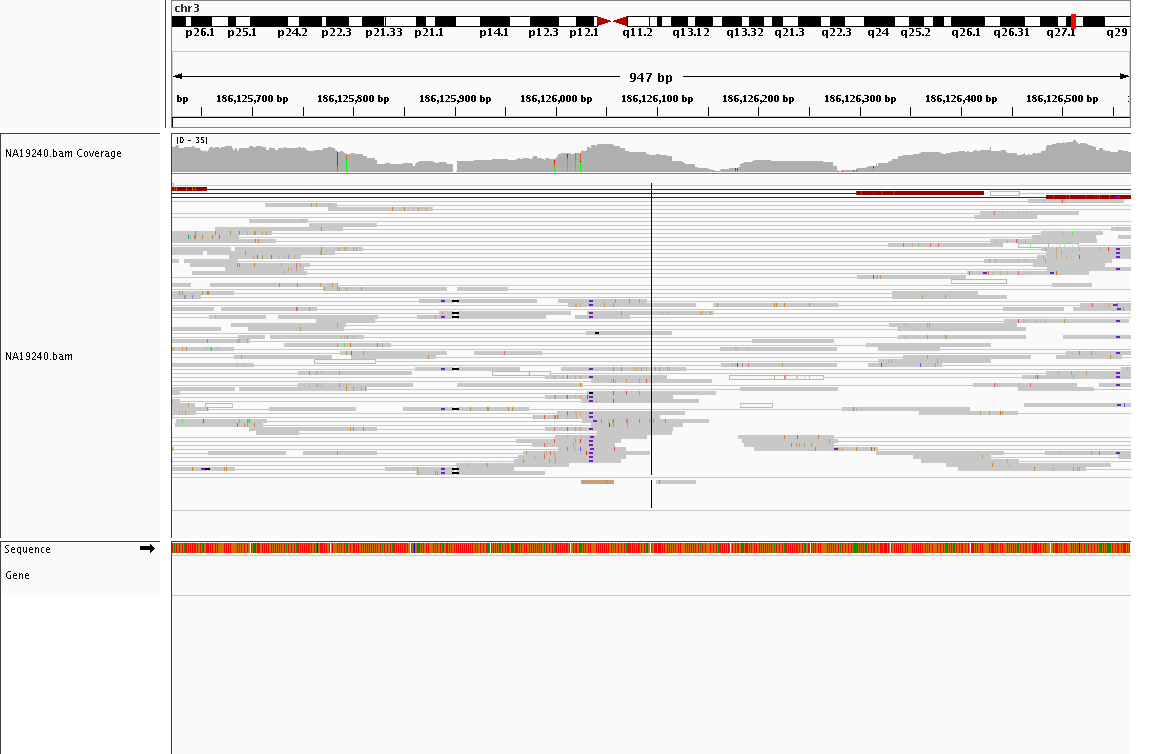 chr3
p26.1 p25.1 p24.2 p22.3 p21.33 p21.1 p14.1 p12.3 p12.1 q11.2 q13.12 q13.32 q21.3 q22.3 q24 q25.2 q26.1 q26.31 q27.1 q29
947 bp
bp 186,125,700 bp 186,125,800 bp 186,125,900 bp 186,126,000 bp 186,126,100 bp 186,126,200 bp 186,126,300 bp 186,126,400 bp 186,126,500 bp
[0 - 35]
NA19240.bam Coverage
NA19240.bam
Sequence
Gene